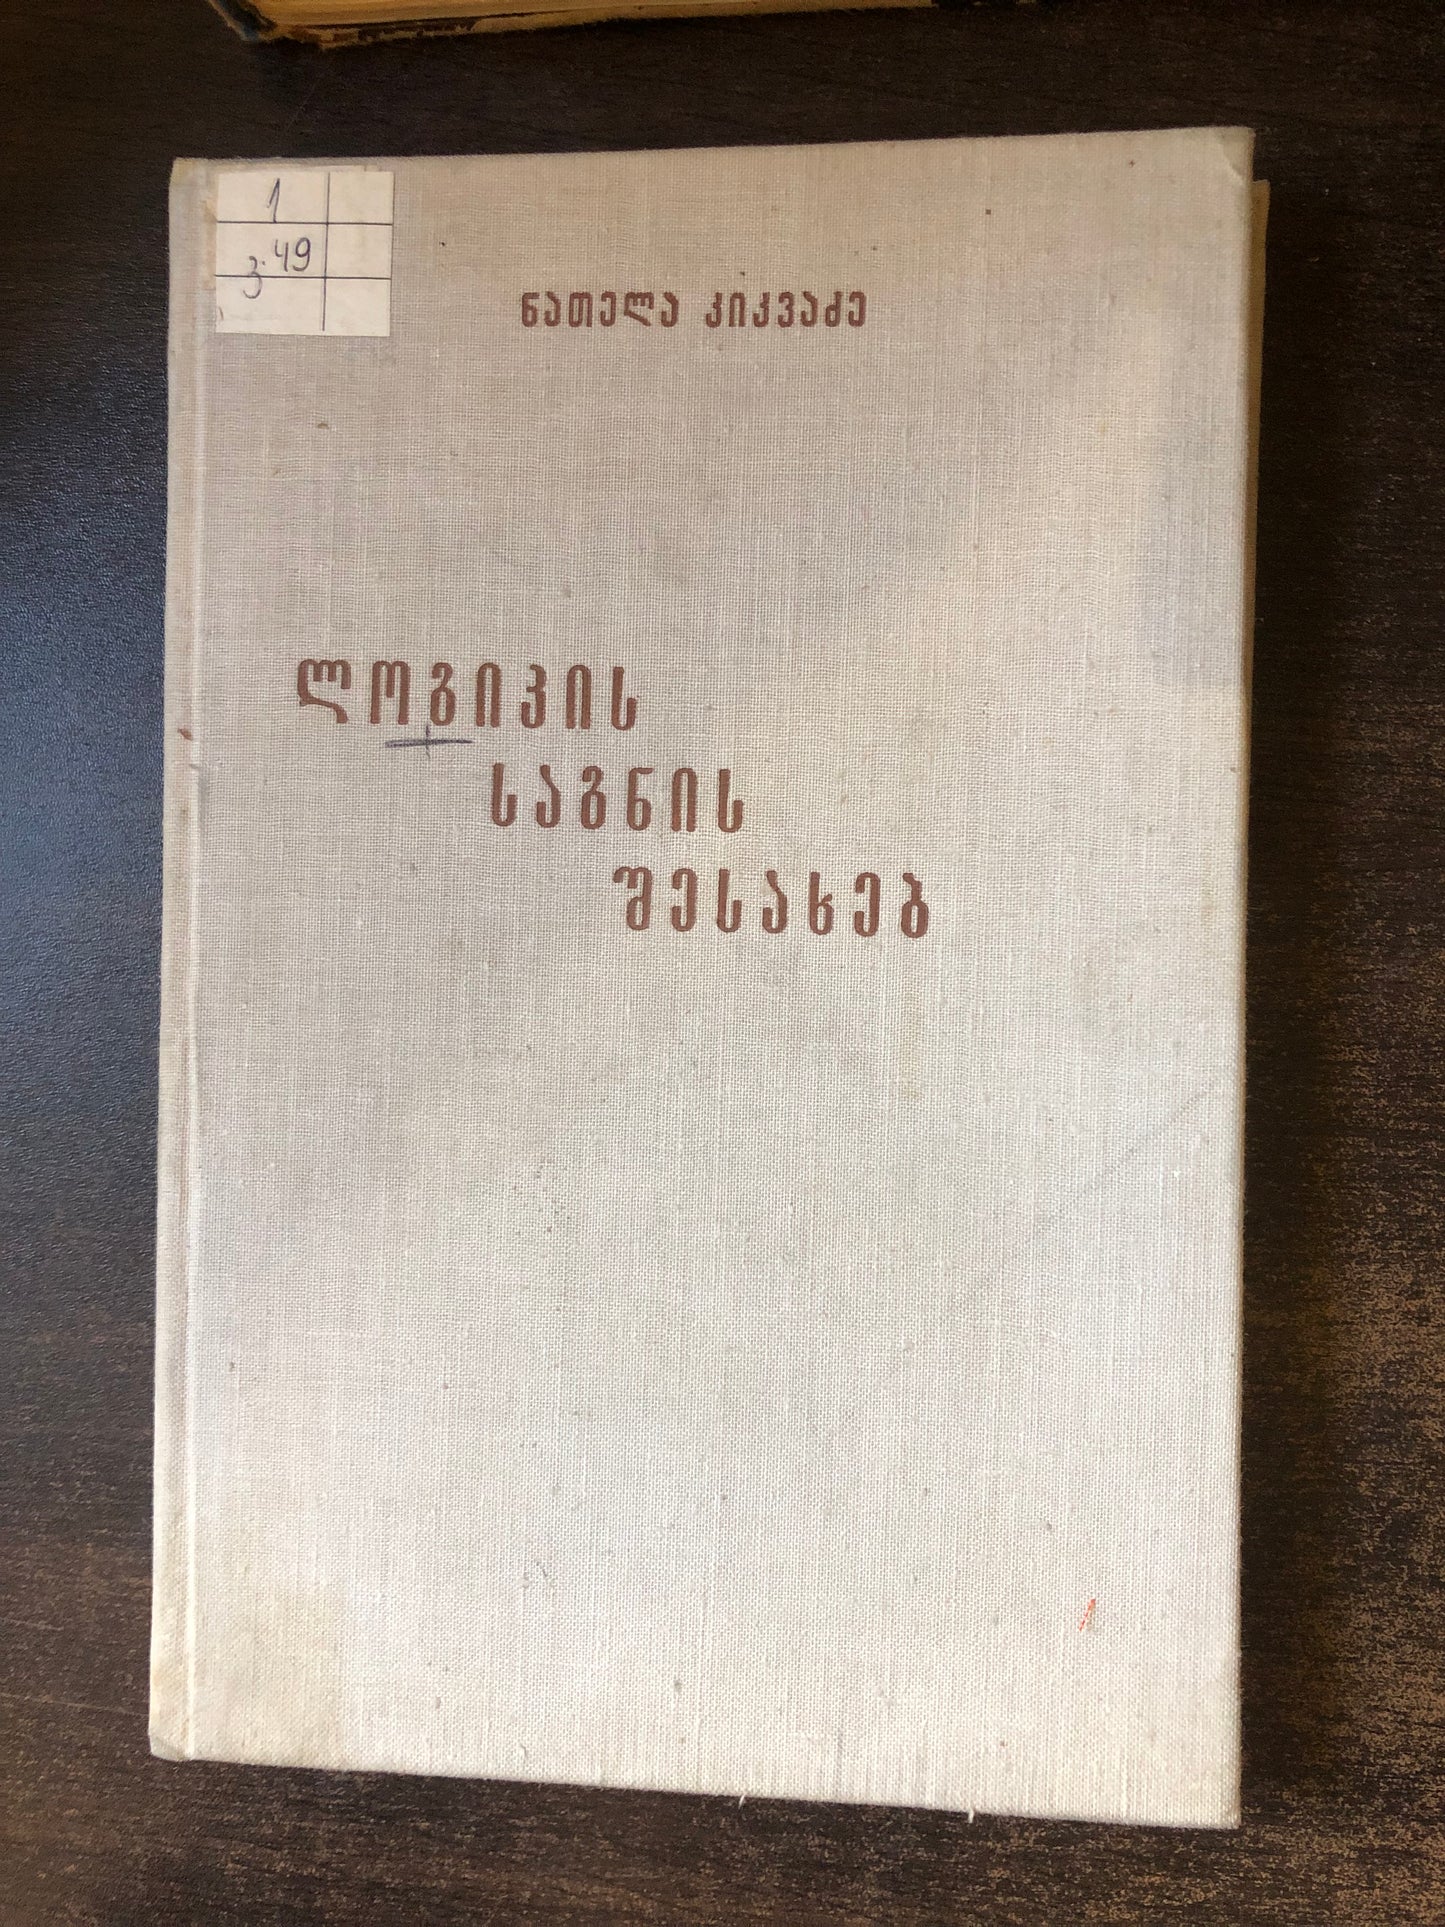 1
3.49
ნათელა კიკვაძე
ლოგიკის
საგნის
შესახებ